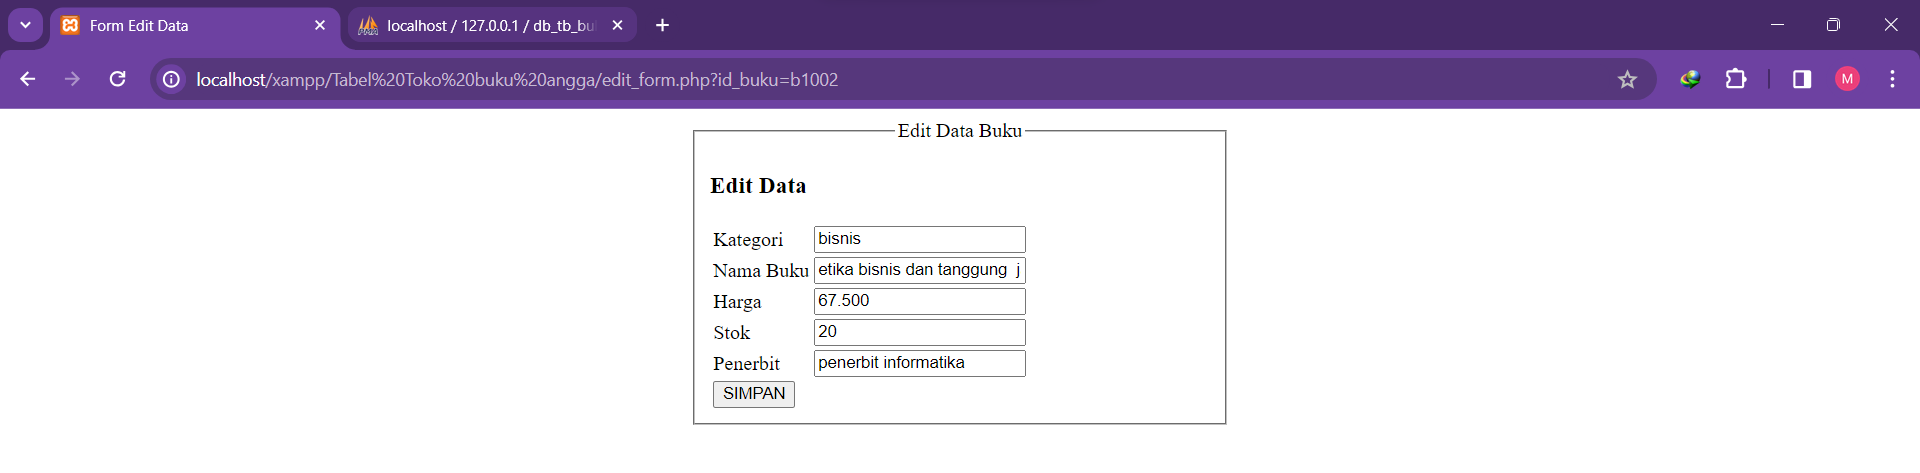 Form Edit Data
localhost / 127.0.0.1 / db_tb_bu
localhost/xampp/Tabel%20Toko%20buku%20angga/edit_form.php?id_buku=b1002
M
Edit Data Buku
Edit Data
Kategori bisnis
Nama Buku etika bisnis dan tanggung  j
Harga 67.500
Stok 20
Penerbit penerbit informatika
SIMPAN